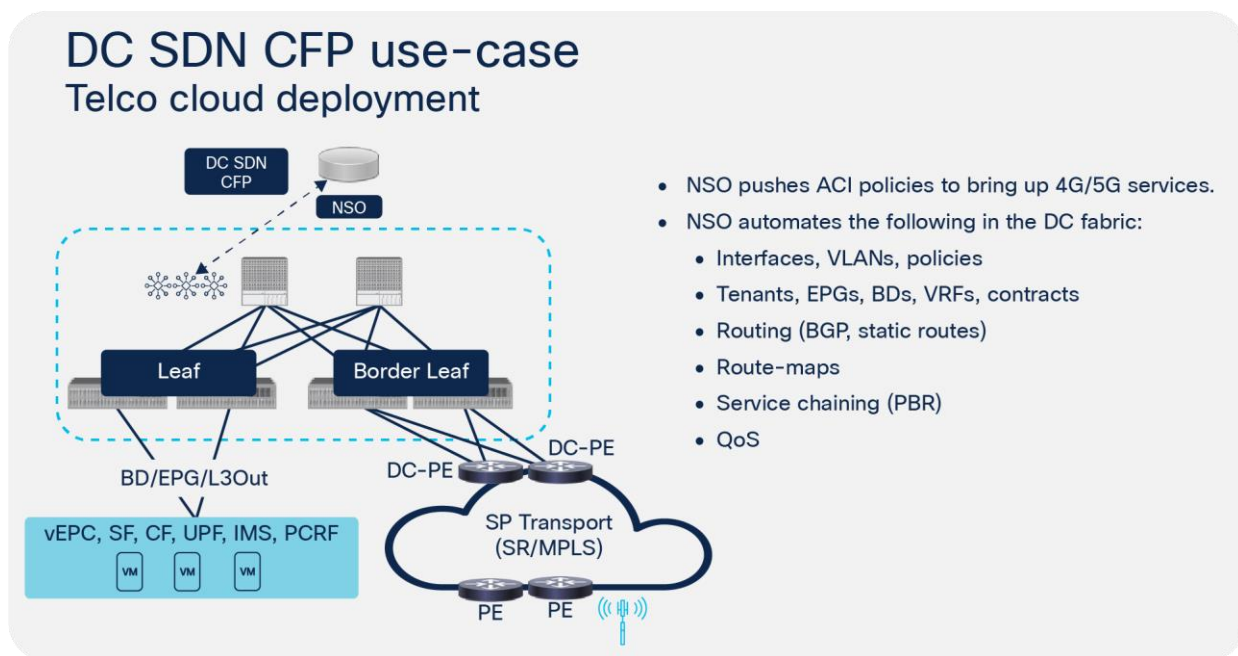 DC SDN CFP use-case
Telco cloud deployment
DC SDN
CFP
NSO
Leaf
Border Leaf
BD/EPG/L3Out
DC-PE
DC-PE
vEPC, SF, CF, UPF, IMS, PCRF
VM
VM
VM
SP Transport
(SR/MPLS)
PE
PE
• NSO pushes ACI policies to bring up 4G/5G services.
• NSO automates the following in the DC fabric:
• Interfaces, VLANs, policies
• Tenants, EPGs, BDs, VRFs, contracts
• Routing (BGP, static routes)
• Route-maps
• Service chaining (PBR)
• QoS